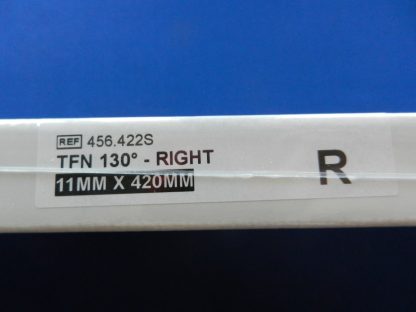 REF 456.422S
TFN 130° - RIGHT
11MM X 420MM
R